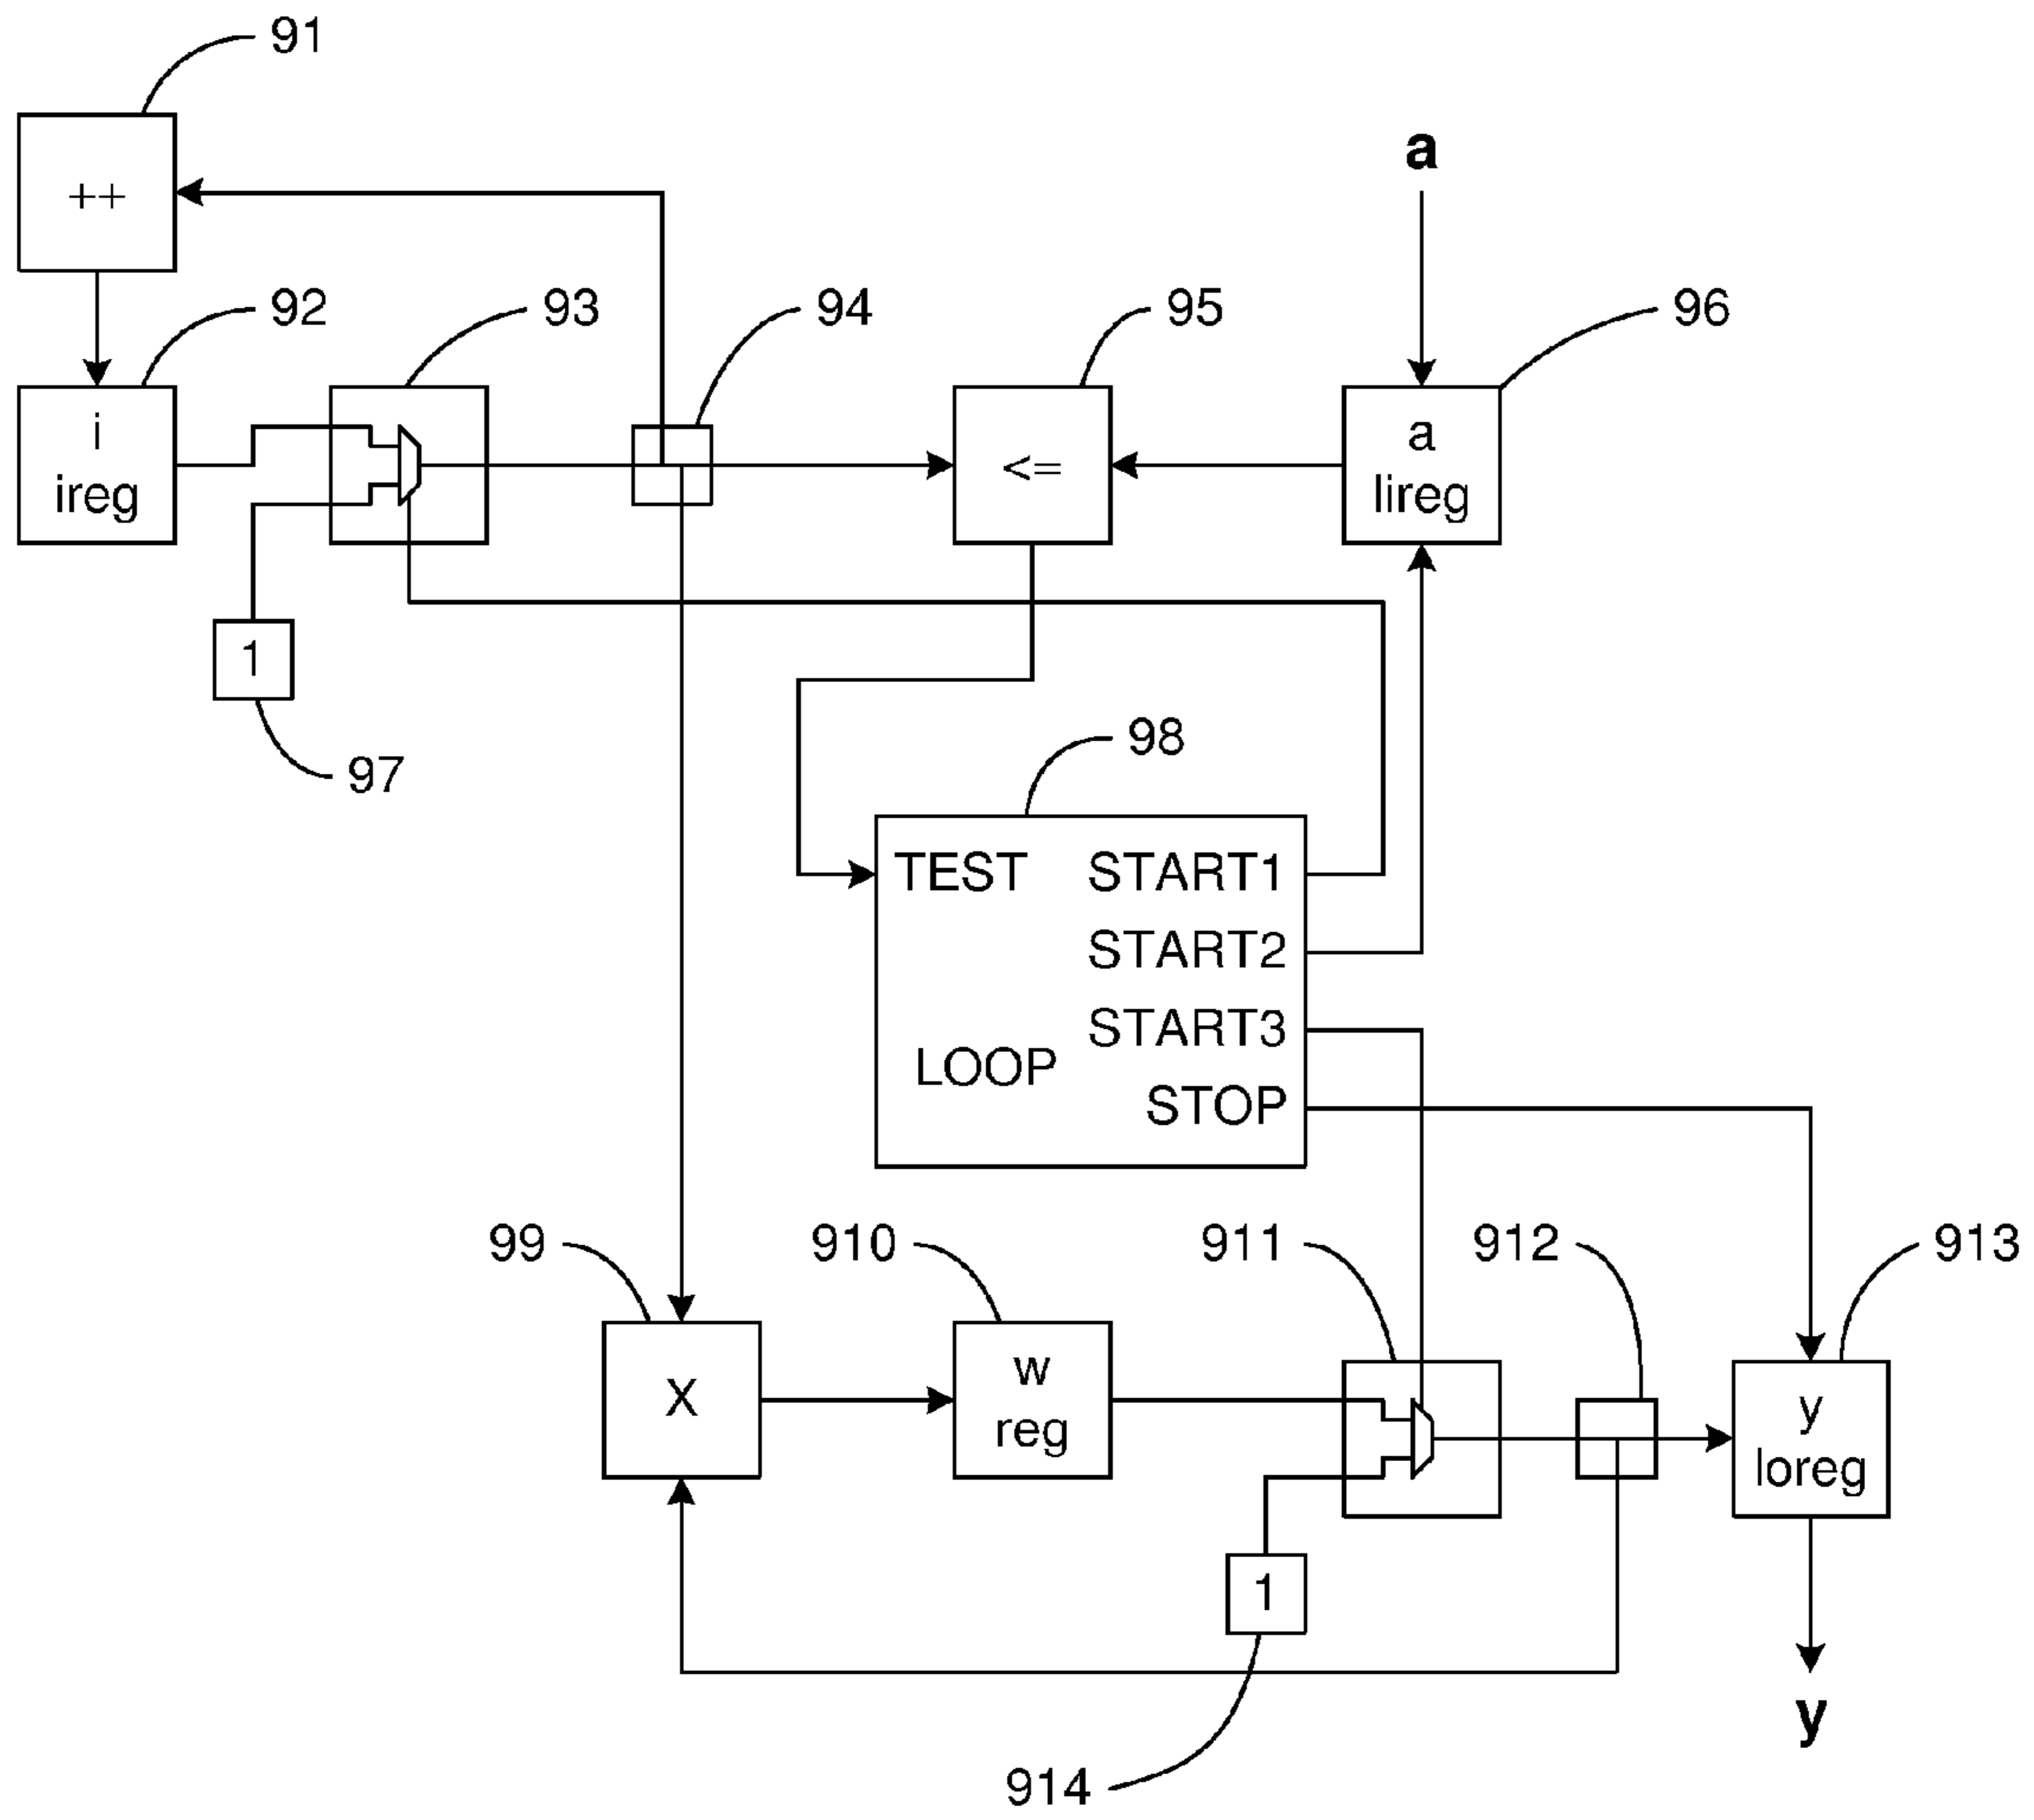 91
++
a
92
93
94
95
96
i
ireg
<=
a
lireg
1
97
98
TEST START1
START2
START3
LOOP
STOP
99
910
911
912
913
X
w
reg
y
loreg
1
914
y